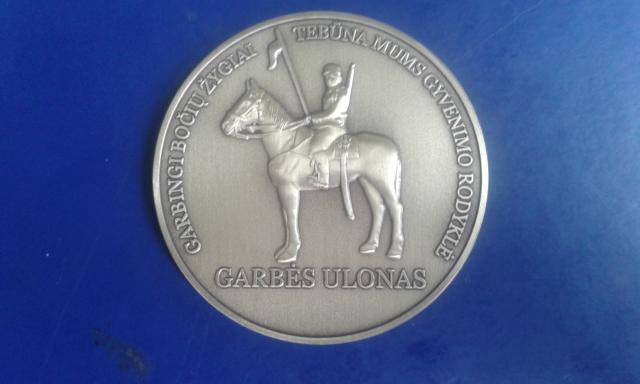 GARBINGI BOČIŲ ŽYGIAI TEBŪNA MUMS GYVENIMO RODYKLĖ
GARBĖS ULONAS